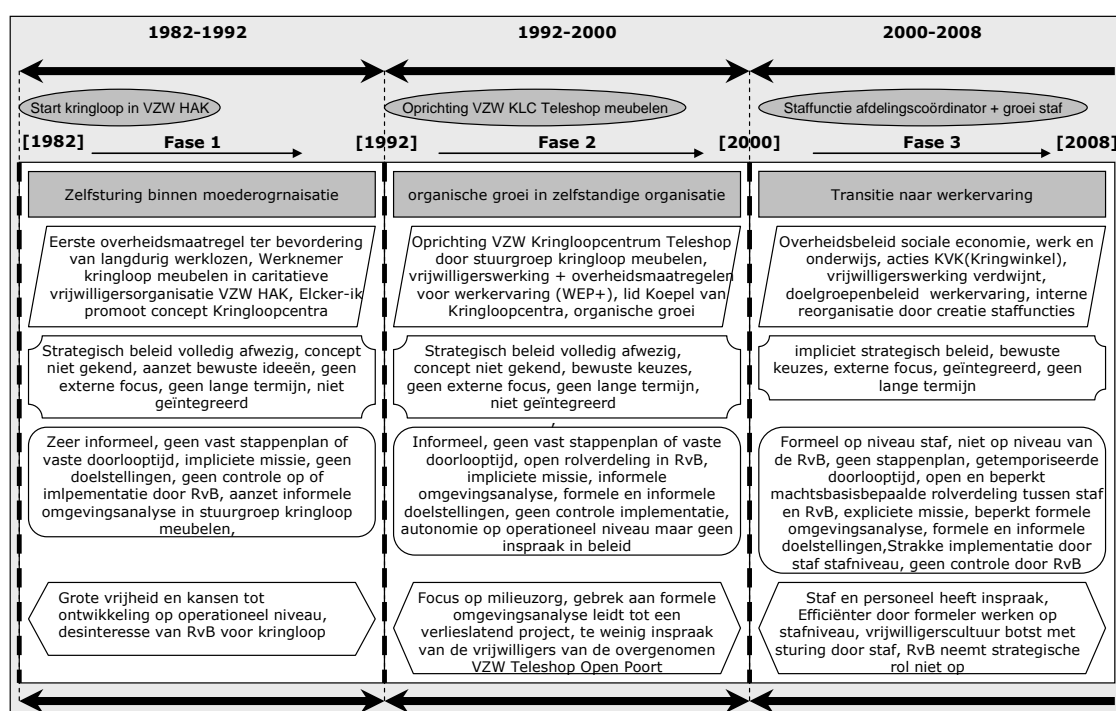 1982-1992
1992-2000
2000-2008
Start kringloop in VZW HAK
Oprichting VZW KLC Teleshop meubelen
Staffunctie afdelingscoördinator + groei staf
[1982]
Fase 1
[1992]
Fase 2
[2000]
Fase 3
[2008]
Zelfsturing binnen moederogrnaisatie
organische groei in zelfstandige organisatie
Transitie naar werkervaring
Eerste overheidsmaatregel ter bevordering
van langdurig werklozen, Werknemer
kringloop meubelen in caritatieve
vrijwilligersorganisatie VZW HAK, Elcker-ik
promoot concept Kringloopcentra
Oprichting VZW Kringloopcentrum Teleshop
door stuurgroep kringloop meubelen,
vrijwilligerswerking + overheidsmaatregelen
voor werkervaring (WEP+), lid Koepel van
Kringloopcentra, organische groei
Overheidsbeleid sociale economie, werk en
onderwijs, acties KVK(Kringwinkel),
vrijwilligerswerking verdwijnt,
doelgroepenbeleid werkervaring, interne
reorganisatie door creatie staffuncties
Strategisch beleid volledig afwezig, concept
niet gekend, aanzet bewuste ideeën, geen
externe focus, geen lange termijn, niet
geïntegreerd
Strategisch beleid volledig afwezig,
concept niet gekend, bewuste keuzes,
geen externe focus, geen lange termijn,
niet geïntegreerd
impliciet strategisch beleid, bewuste
keuzes, externe focus, geïntegreerd, geen
lange termijn
Zeer informeel, geen vast stappenplan of
vaste doorlooptijd, impliciete missie, geen
doelstellingen, geen controle op of
imlpementatie door RvB, aanzet informele
omgevingsanalyse in stuurgroep kringloop
meubelen,
Informeel, geen vast stappenplan of vaste
doorlooptijd, open rolverdeling in RvB,
impliciete missie, informele
omgevingsanalyse, formele en informele
doelstellingen, geen controle implementatie,
autonomie op operationeel niveau maar geen
inspraak in beleid
Formeel op niveau staf, niet op niveau van
de RvB, geen stappenplan, getemporiseerde
doorlooptijd, open en beperkt
machtsbasisbepaalde rolverdeling tussen staf
en RvB, expliciete missie, beperkt formele
omgevingsanalyse, formele en informele
doelstellingen,Strakke implementatie door
staf stafniveau, geen controle door RvB
Grote vrijheid en kansen tot
ontwikkeling op operationeel niveau,
desinteresse van RvB voor kringloop
Focus op milieuzorg, gebrek aan formele
omgevingsanalyse leidt tot een
verlieslatend project, te weinig inspraak
van de vrijwilligers van de overgenomen
VZW Teleshop Open Poort
Staf en personeel heeft inspraak,
Efficiënter door formeler werken op
stafniveau, vrijwilligerscultuur botst met
sturing door staf, RvB neemt strategische
rol niet op